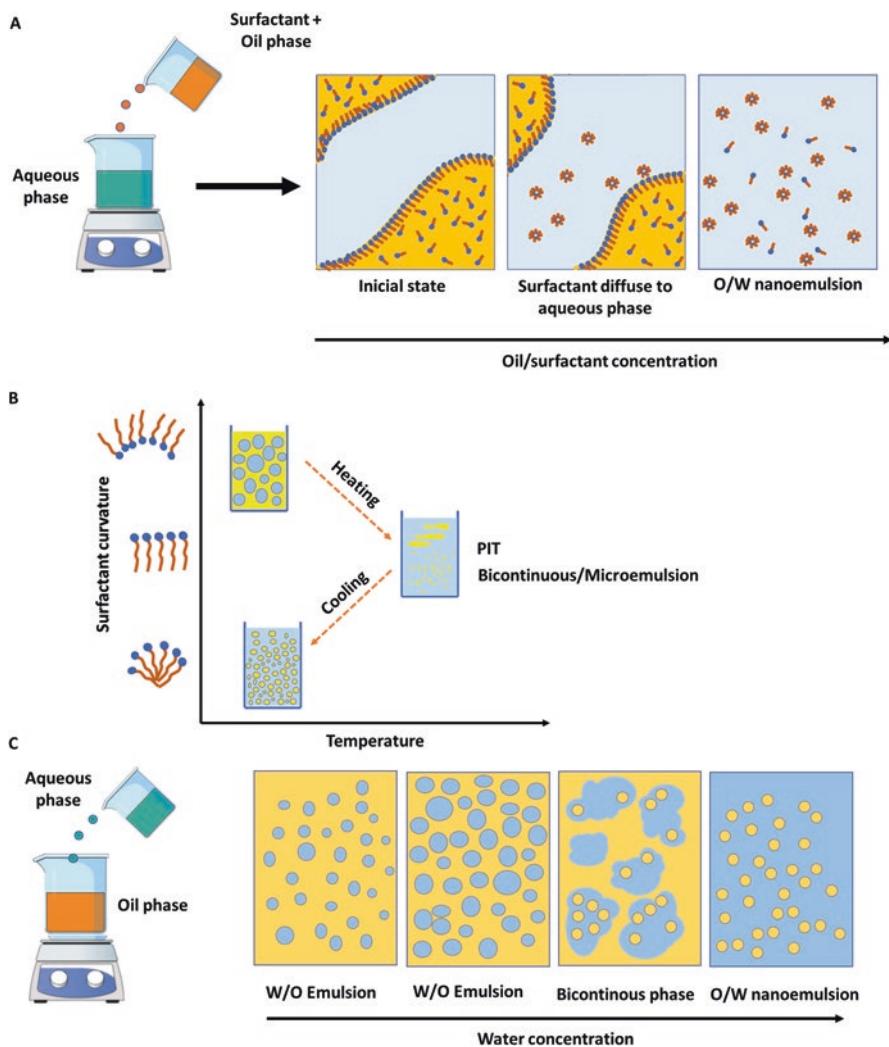 A
Surfactant +
Oil phase
Aqueous
phase
Inicial state
Surfactant diffuse to
aqueous phase
O/W nanoemulsion
Oil/surfactant concentration
B
Surfactant curvature
Heating
Cooling
PIT
Bicontinuous/Microemulsion
Temperature
C
Aqueous
phase
Oil phase
W/O Emulsion
W/O Emulsion
Bicontinous phase
O/W nanoemulsion
Water concentration